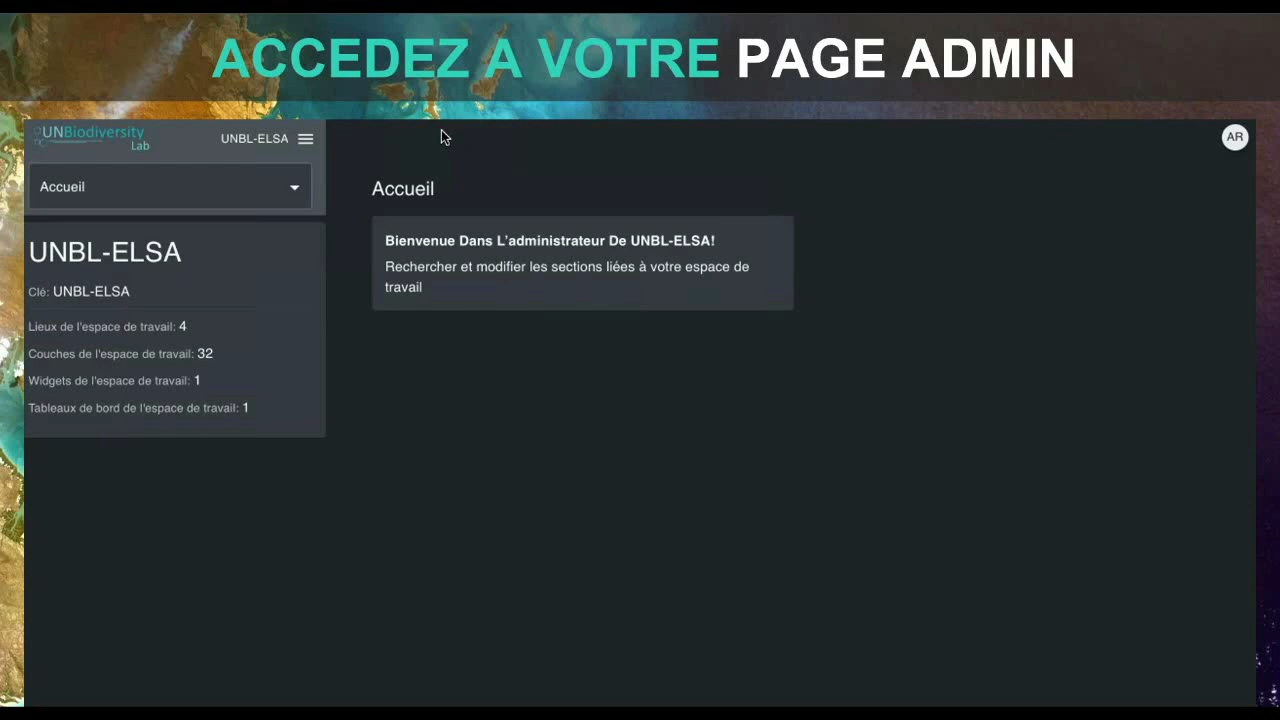 ACCEDEZ A VOTRE PAGE ADMIN
UNBiodiversity
Lab
UNBL-ELSA
AR
Accueil
UNBL-ELSA
Clé: UNBL-ELSA
Lieux de l'espace de travail: 4
Couches de l'espace de travail: 32
Widgets de l'espace de travail: 1
Tableaux de bord de l'espace de travail: 1
Accueil
Bienvenue Dans L'administrateur De UNBL-ELSA!
Rechercher et modifier les sections liées à votre espace de
travail